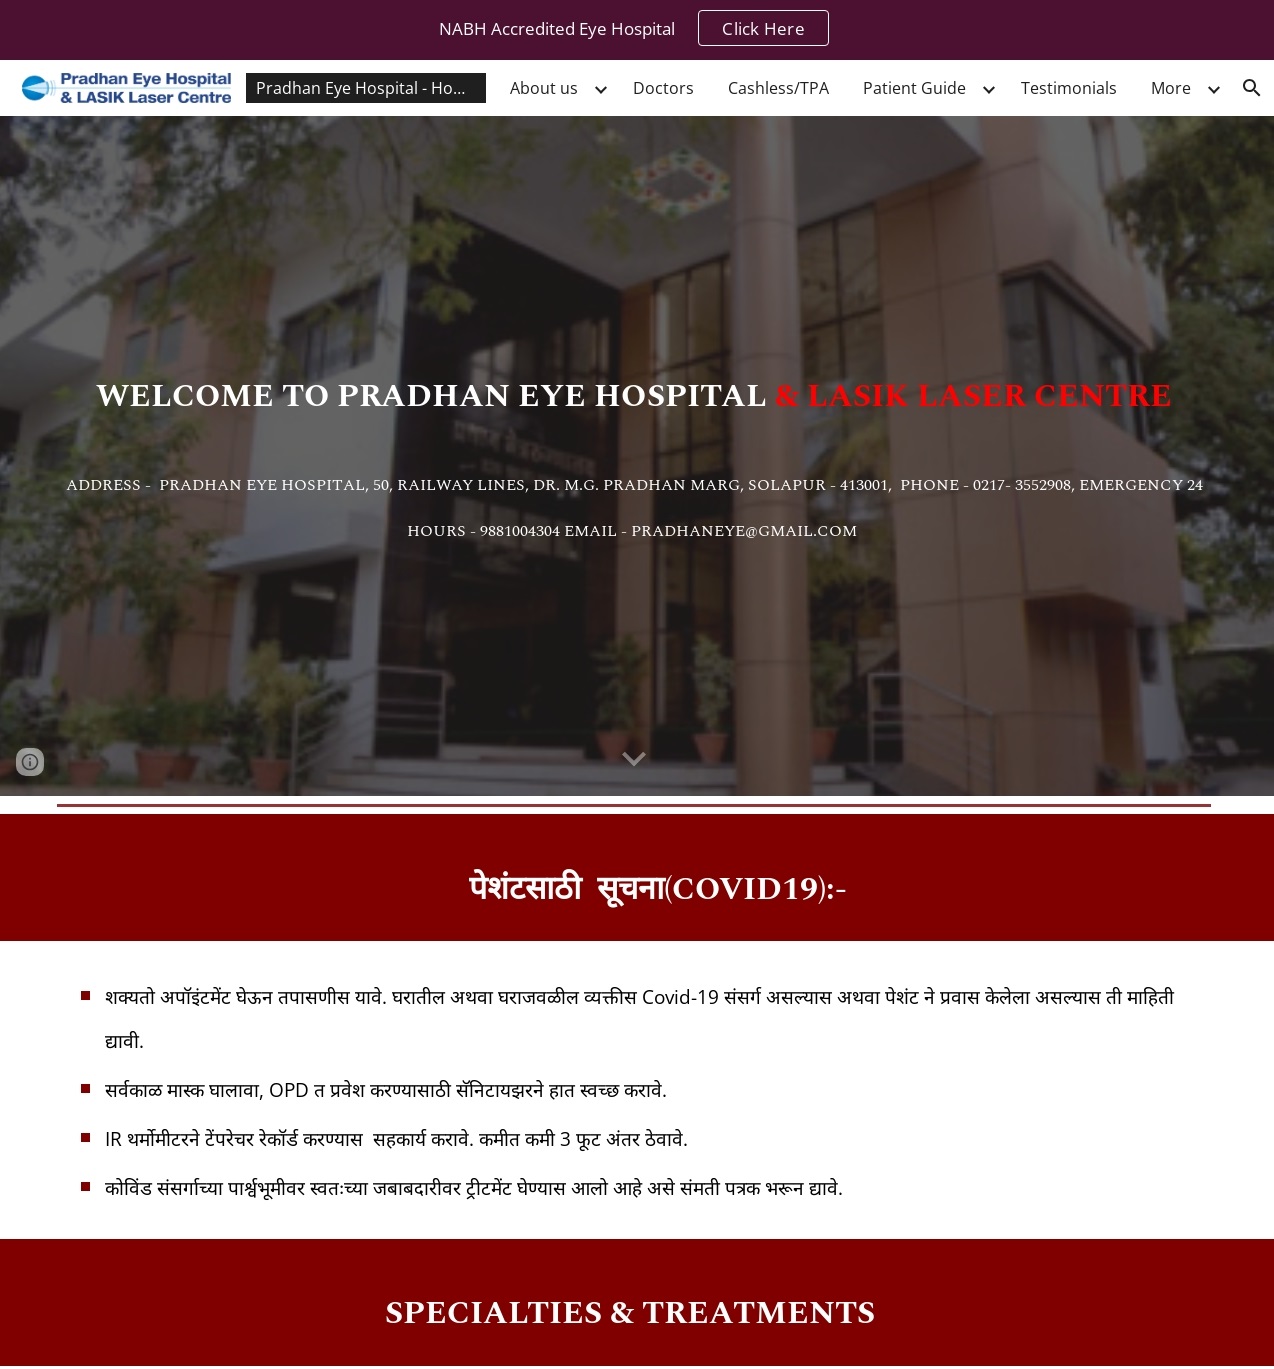 NABH Accredited Eye Hospital
Click Here
Pradhan Eye Hospital
& LASIK Laser Centre
Pradhan Eye Hospital - Ho...
About us
Doctors
Cashless/TPA
Patient Guide
Testimonials
More
WELCOME TO PRADHAN EYE HOSPITAL & LASIK LASER CENTRE
ADDRESS - PRADHAN EYE HOSPITAL, 50, RAILWAY LINES, DR. M.G. PRADHAN MARG, SOLAPUR - 413001, PHONE - 0217- 3552908, EMERGENCY 24
HOURS - 9881004304 EMAIL - PRADHANEYE@GMAIL.COM
पेशंटसाठी सूचना(COVID19):-
शक्यतो अपॉइंटमेंट घेऊन तपासणीस यावे. घरातील अथवा घराजवळील व्यक्तीस Covid-19 संसर्ग असल्यास अथवा पेशंट ने प्रवास केलेला असल्यास ती माहिती
द्यावी.
सर्वकाळ मास्क घालावा, OPD त प्रवेश करण्यासाठी सॅनिटायझरने हात स्वच्छ करावे.
IR थर्मोमीटरने टेंपरेचर रेकॉर्ड करण्यास सहकार्य करावे. कमीत कमी 3 फूट अंतर ठेवावे.
कोविंड संसर्गाच्या पार्श्वभूमीवर स्वतःच्या जबाबदारीवर ट्रीटमेंट घेण्यास आलो आहे असे संमती पत्रक भरून द्यावे.
SPECIALTIES & TREATMENTS